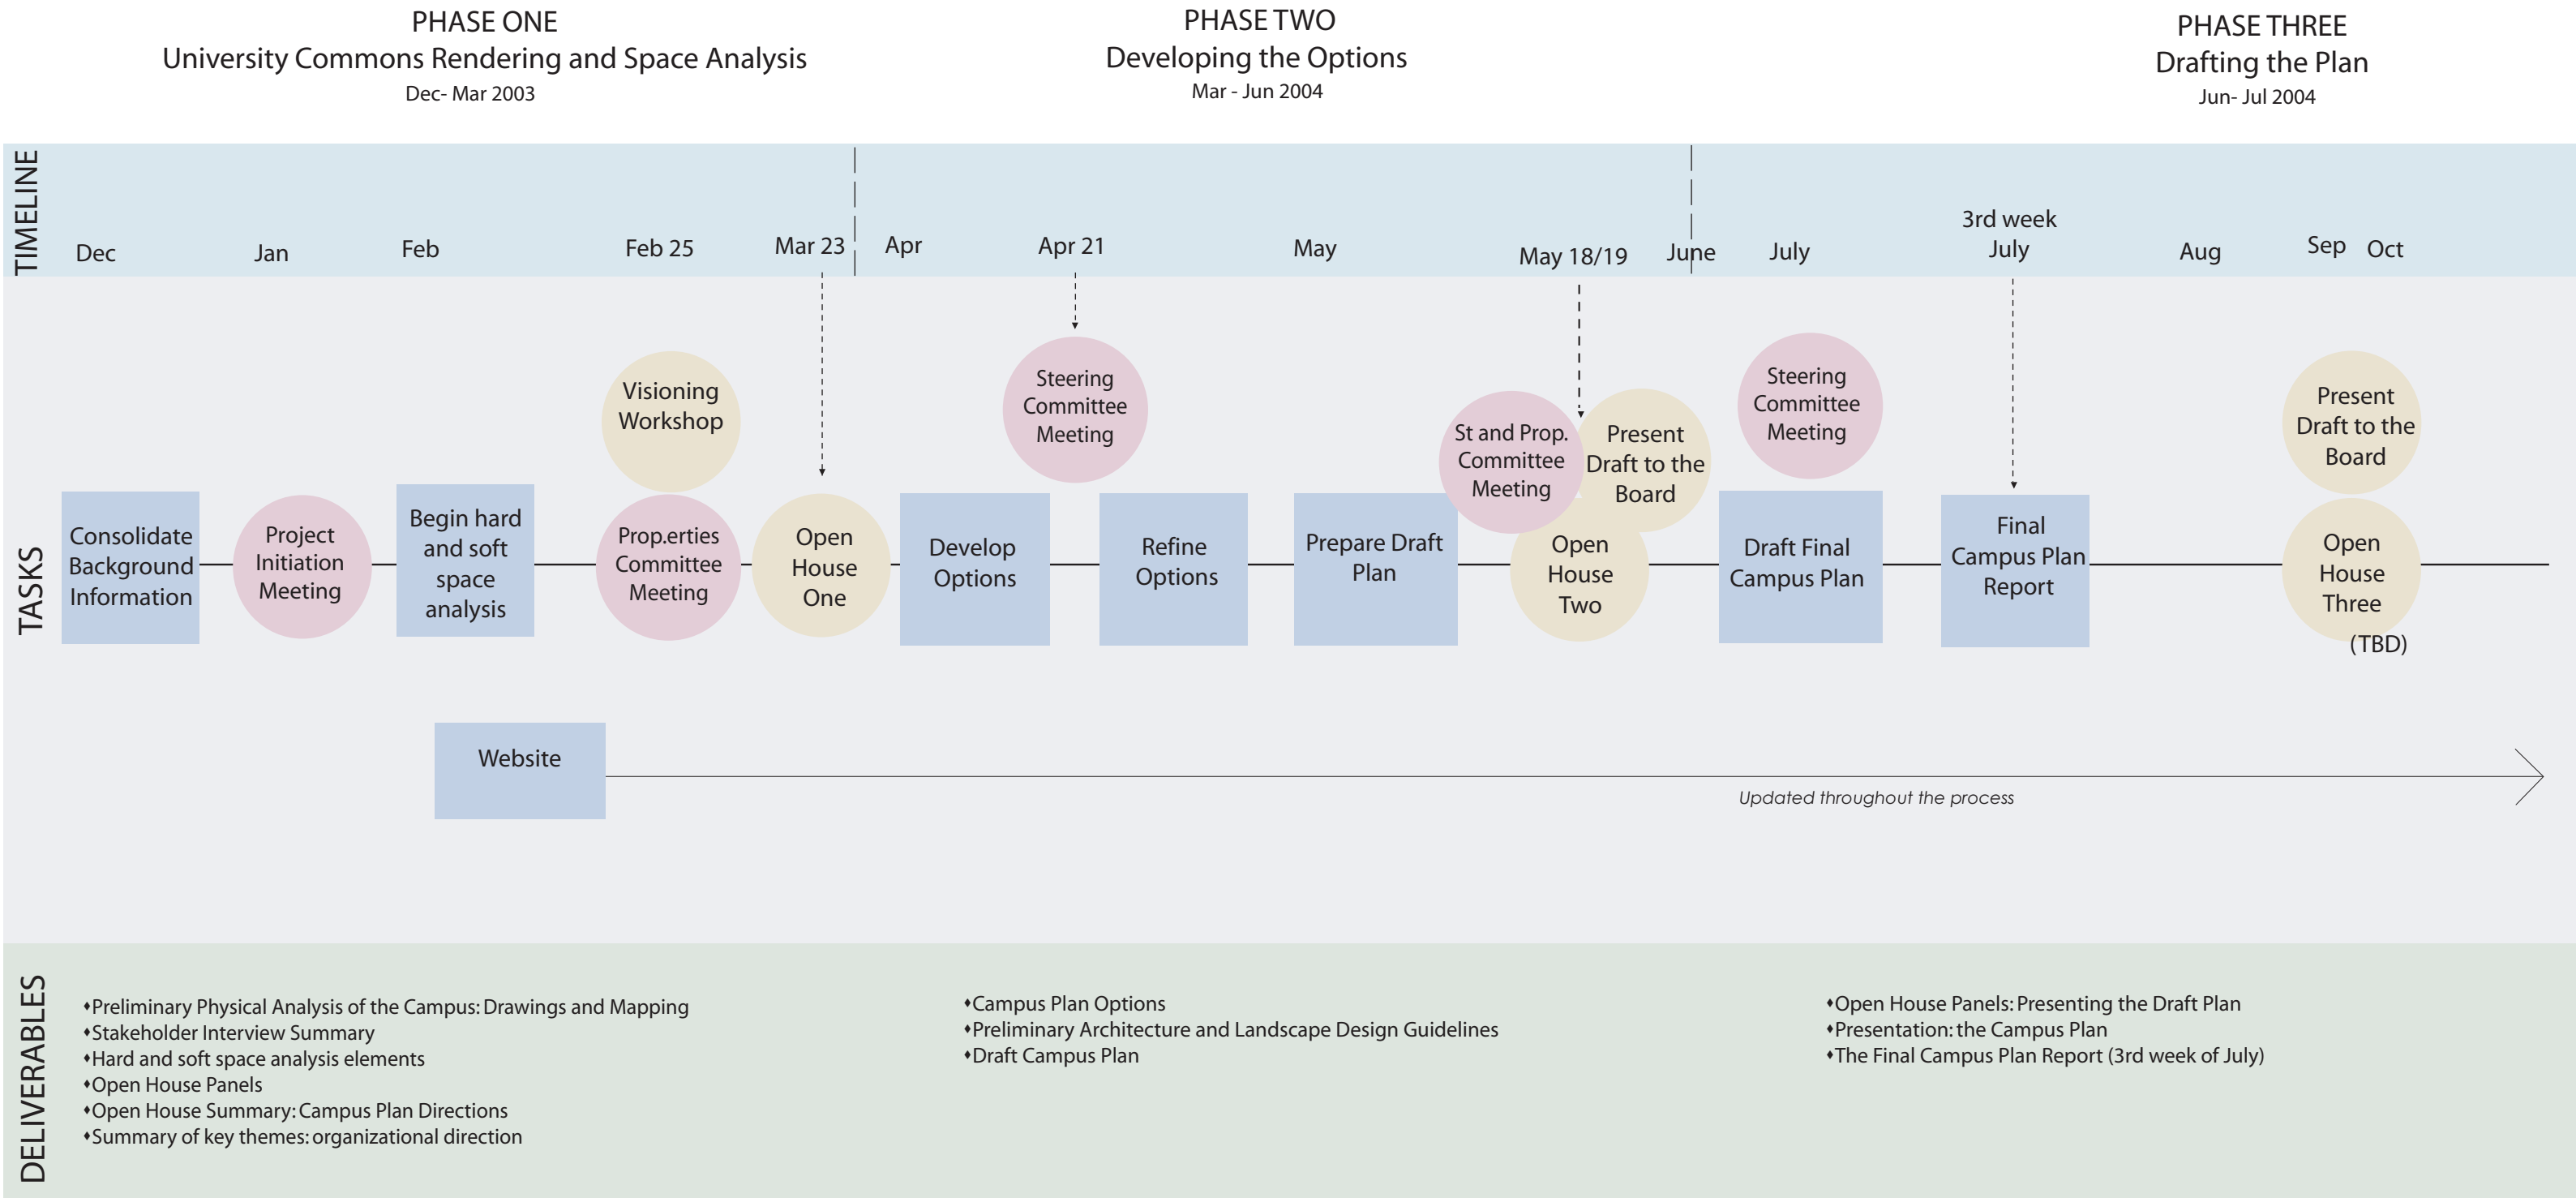 PHASE ONE
University Commons Rendering and Space Analysis
Dec- Mar 2003
PHASE TWO
Developing the Options
Mar - Jun 2004
PHASE THREE
Drafting the Plan
Jun- Jul 2004
TIMELINE
Dec
Jan
Feb
Feb 25
Mar 23
Apr
Apr 21
May
May 18/19
June
July
3rd week
July
Aug
Sep
Oct
TASKS
Consolidate
Background
Information
Project
Initiation
Meeting
Begin hard
and soft
space
analysis
Visioning
Workshop
Prop.erties
Committee
Meeting
Open
House
One
Develop
Options
Steering
Committee
Meeting
Refine
Options
Prepare Draft
Plan
St and Prop.
Committee
Meeting
Present
Draft to the
Board
Open
House
Two
Steering
Committee
Meeting
Draft Final
Campus Plan
Final
Campus Plan
Report
Present
Draft to the
Board
Open
House
Three
(TBD)
Website
Updated throughout the process
DELIVERABLES
♦Preliminary Physical Analysis of the Campus: Drawings and Mapping
♦Stakeholder Interview Summary
♦Hard and soft space analysis elements
♦Open House Panels
♦Open House Summary: Campus Plan Directions
♦Summary of key themes: organizational direction
♦Campus Plan Options
♦Preliminary Architecture and Landscape Design Guidelines
♦Draft Campus Plan
♦Open House Panels: Presenting the Draft Plan
♦Presentation: the Campus Plan
♦The Final Campus Plan Report (3rd week of July)